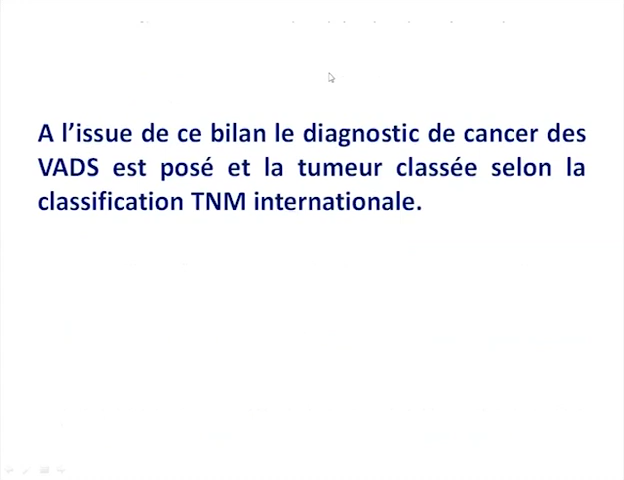 A l’issue de ce bilan le diagnostic de cancer des
VADS est posé et la tumeur classée selon la
classification TNM internationale.